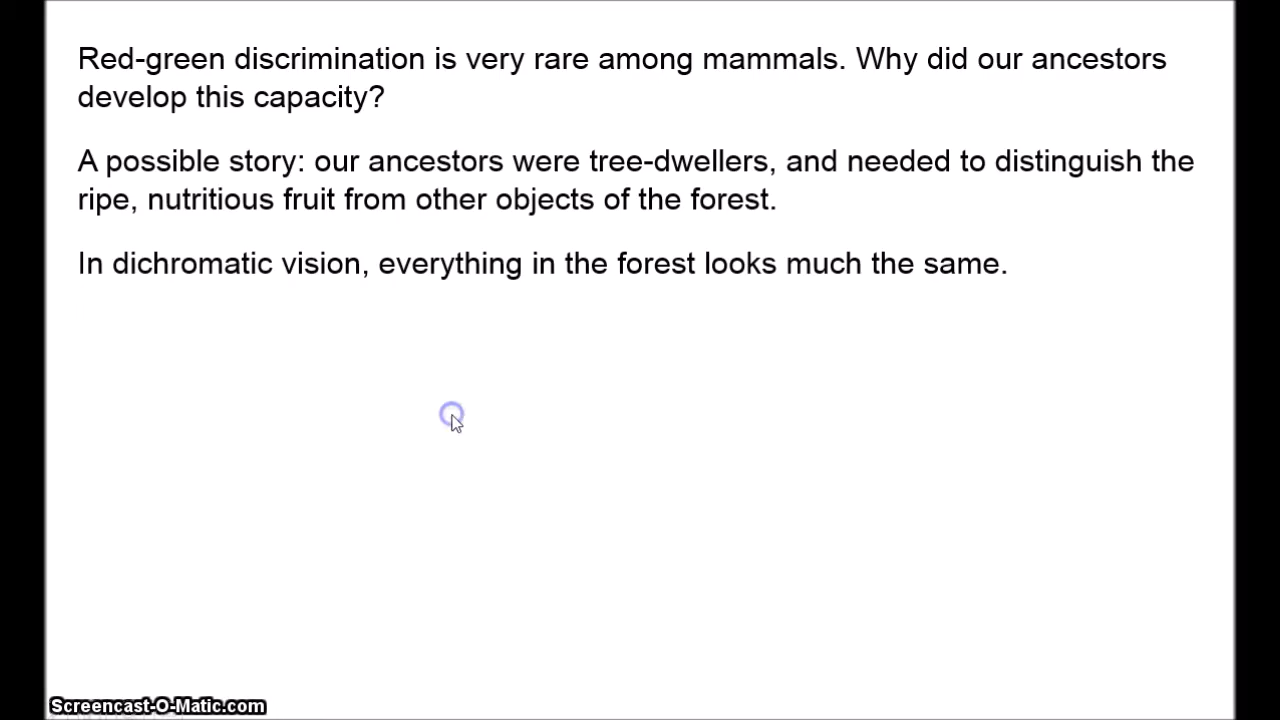 Red-green discrimination is very rare among mammals. Why did our ancestors
develop this capacity?
A possible story: our ancestors were tree-dwellers, and needed to distinguish the
ripe, nutritious fruit from other objects of the forest.
In dichromatic vision, everything in the forest looks much the same.
Screencast-O-Matic.com